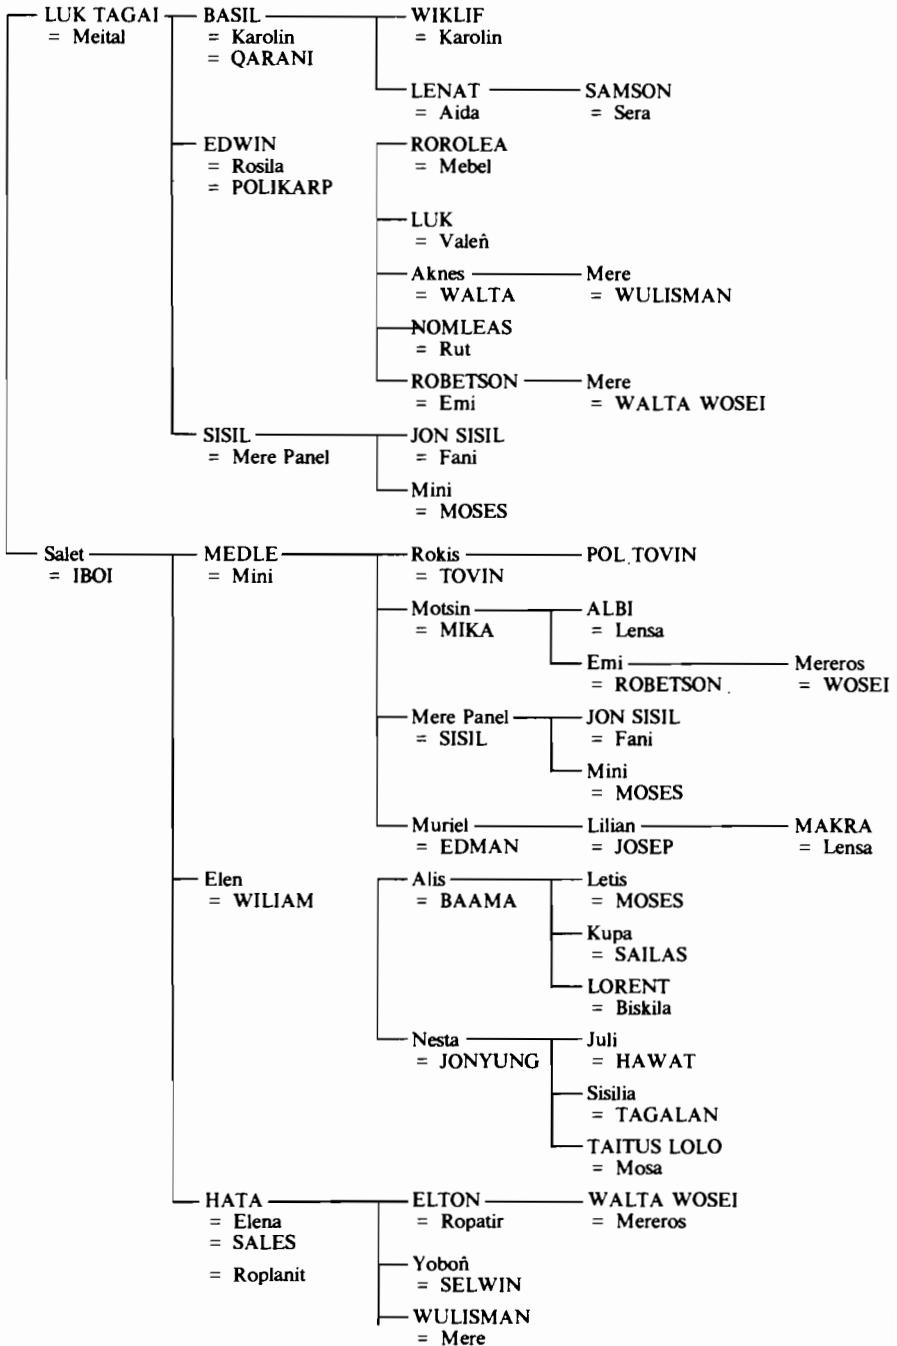 LUK TAGAI BASIL WIKLIF
= Meital = Karolin = Karolin
= QARANI
LENAT SAMSON
= Aida = Sera
EDWIN ROROLEA
= Rosila = Mebel
= POLIKARP
LUK
= Valen̄
Aknes Mere
= WALTA = WULISMAN
NOMLEAS
= Rut
ROBETSON Mere
= Emi = WALTA WOSEI
SISIL JON SISIL
= Mere Panel = Fani
Mini
= MOSES
Salet MEDLE Rokis POL TOVIN
= IBOI = Mini = TOVIN
Motsin ALBI
= MIKA = Lensa
Emi Mereros
= ROBETSON = WOSEI
Mere Panel JON SISIL
= SISIL = Fani
Mini
= MOSES
Muriel Lilian MAKRA
= EDMAN = JOSEP = Lensa
Elen Alis Letis
= WILIAM = BAAMA = MOSES
Kupa
= SAILAS
LORENT
= Biskila
Nesta Juli
= JONYUNG = HAWAT
Sisilia
= TAGALAN
TAITUS LOLO
= Mosa
HATA ELTON WALTA WOSEI
= Elena = Ropatir = Mereros
= SALES
= Roplanit
Yobon̄
= SELWIN
WULISMAN
= Mere